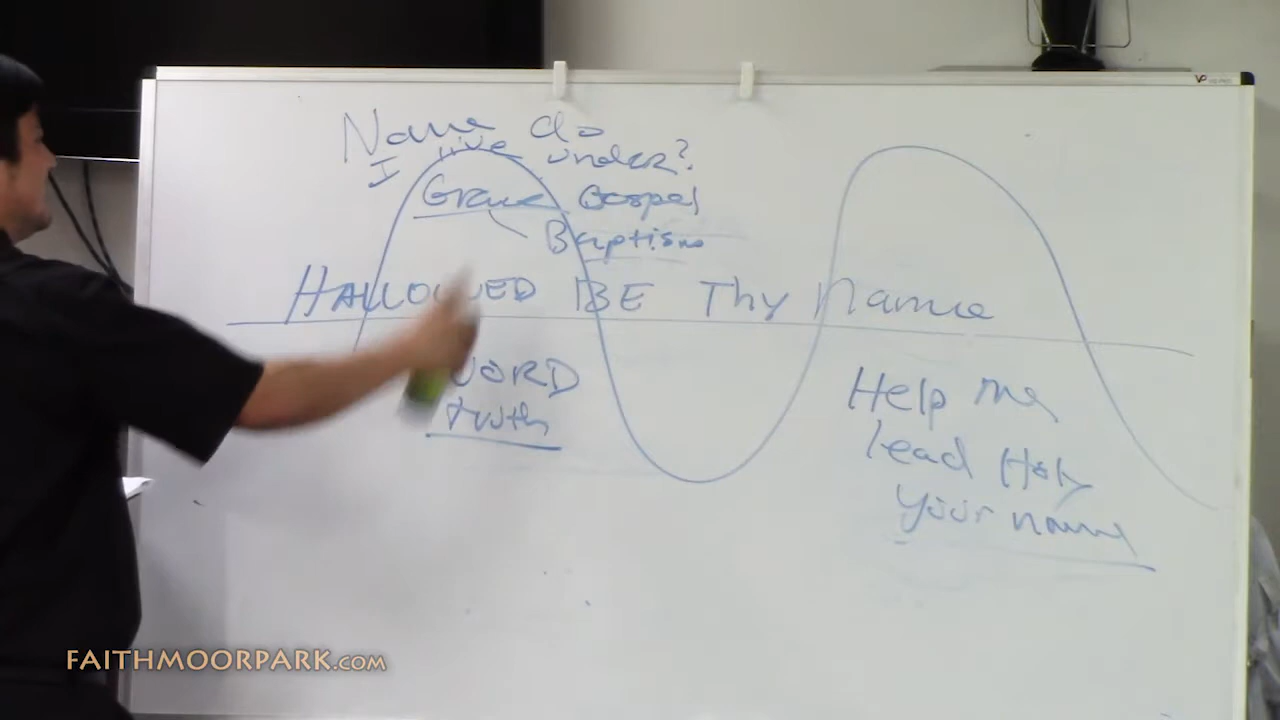 Name do
I live under?
Grace Gospel
Baptism
HALLOWED BE Thy Name
WORD
truth
Help me
lead Holy
your name
FAITHMOORPARK.COM